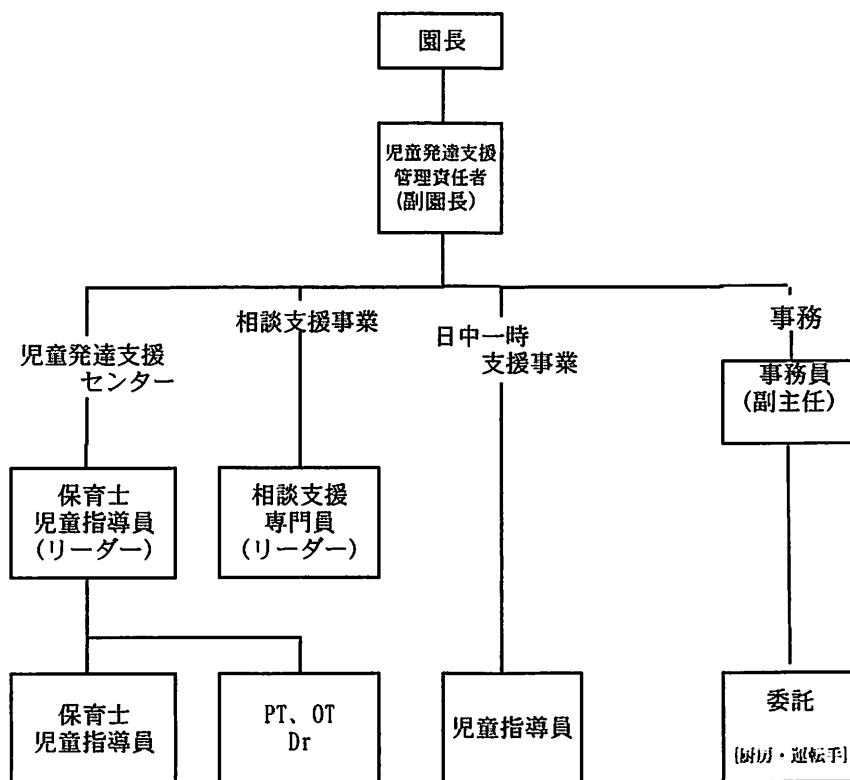 園長
児童発達支援
管理責任者
(副園長)
児童発達支援
センター
相談支援事業
日中一時
支援事業
事務
事務員
(副主任)
保育士
児童指導員
(リーダー)
相談支援
専門員
(リーダー)
保育士
児童指導員
PT、OT
Dr
児童指導員
委託
[厨房・運転手]